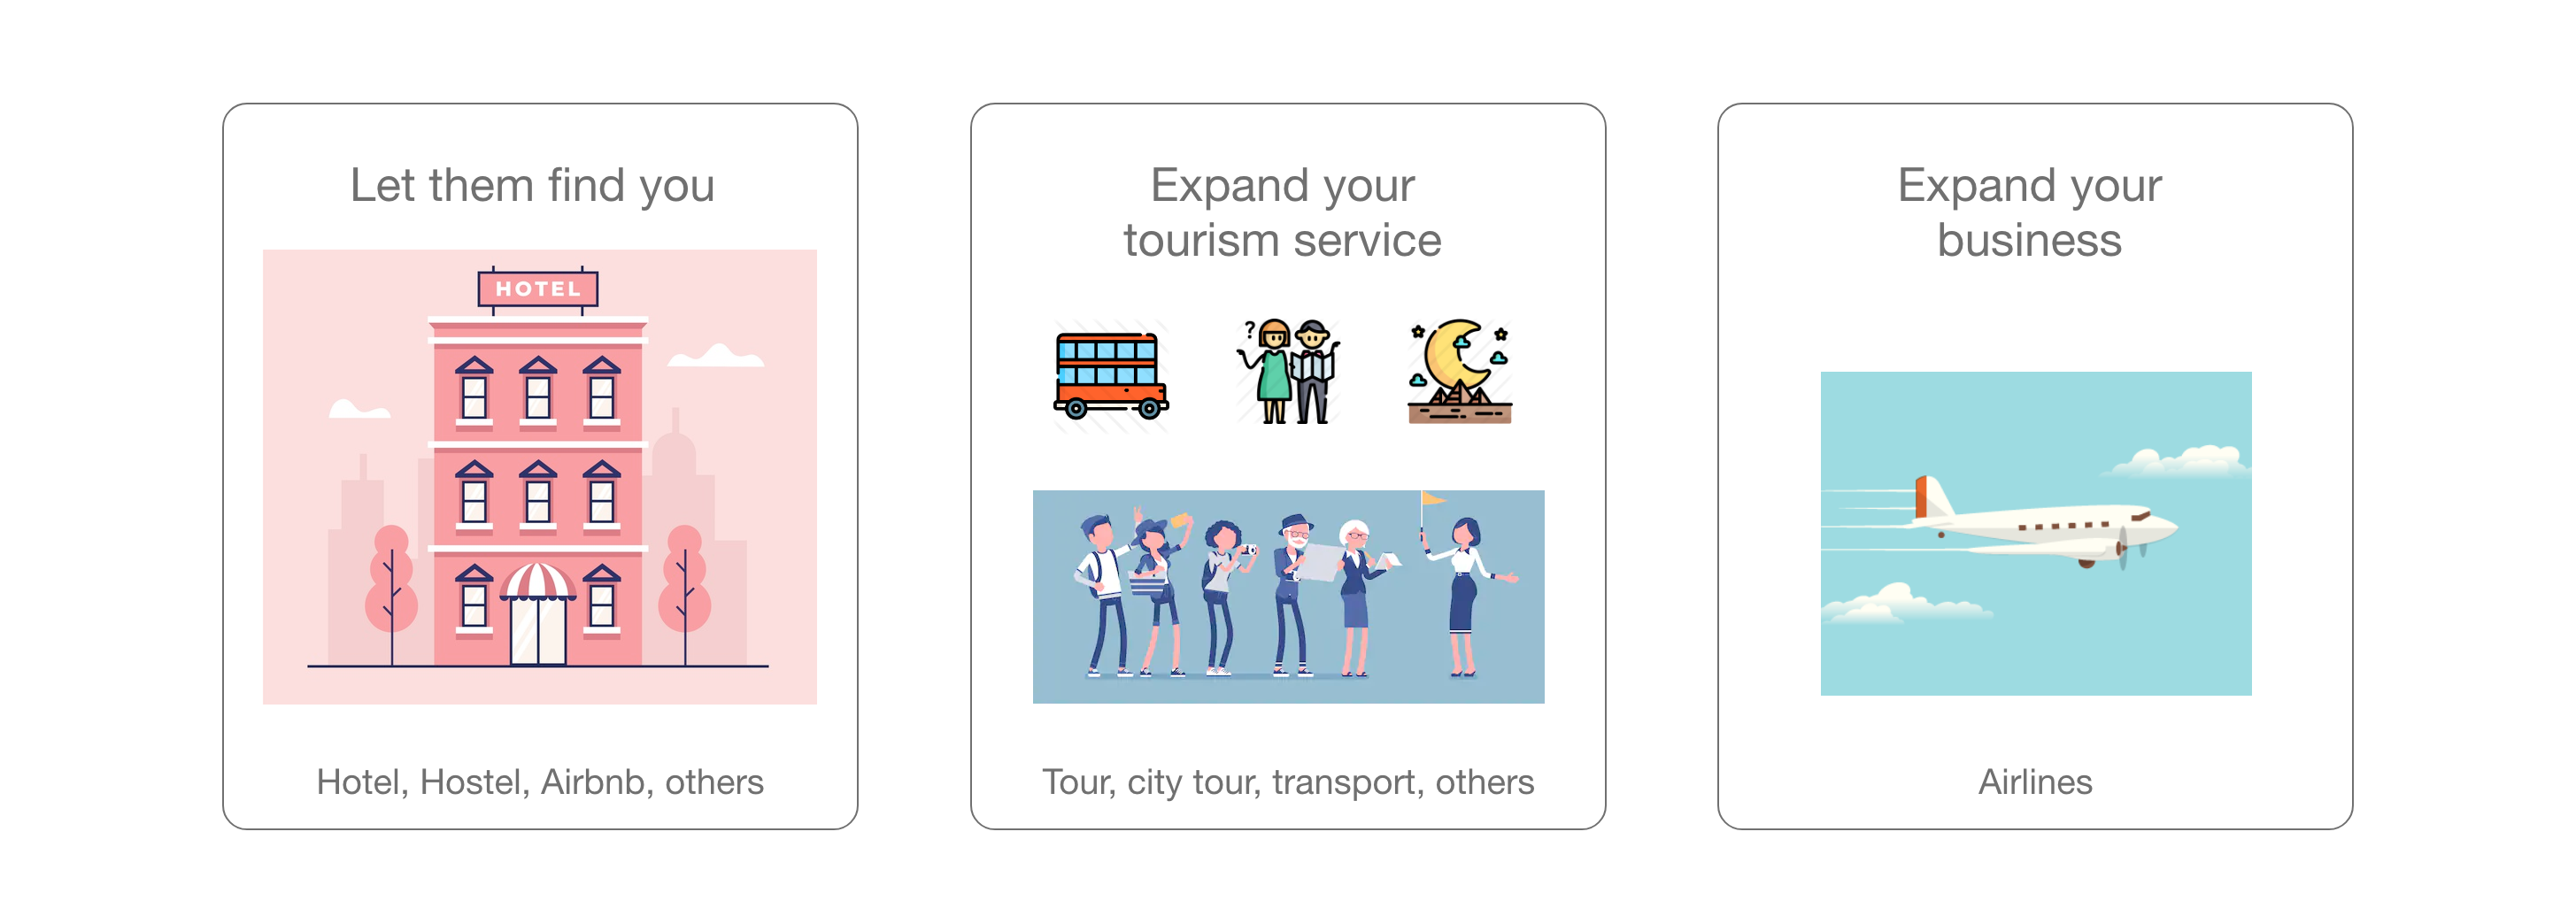 Let them find you
HOTEL
Hotel, Hostel, Airbnb, others
Expand your
tourism service
?
Tour, city tour, transport, others
Expand your
business
Airlines